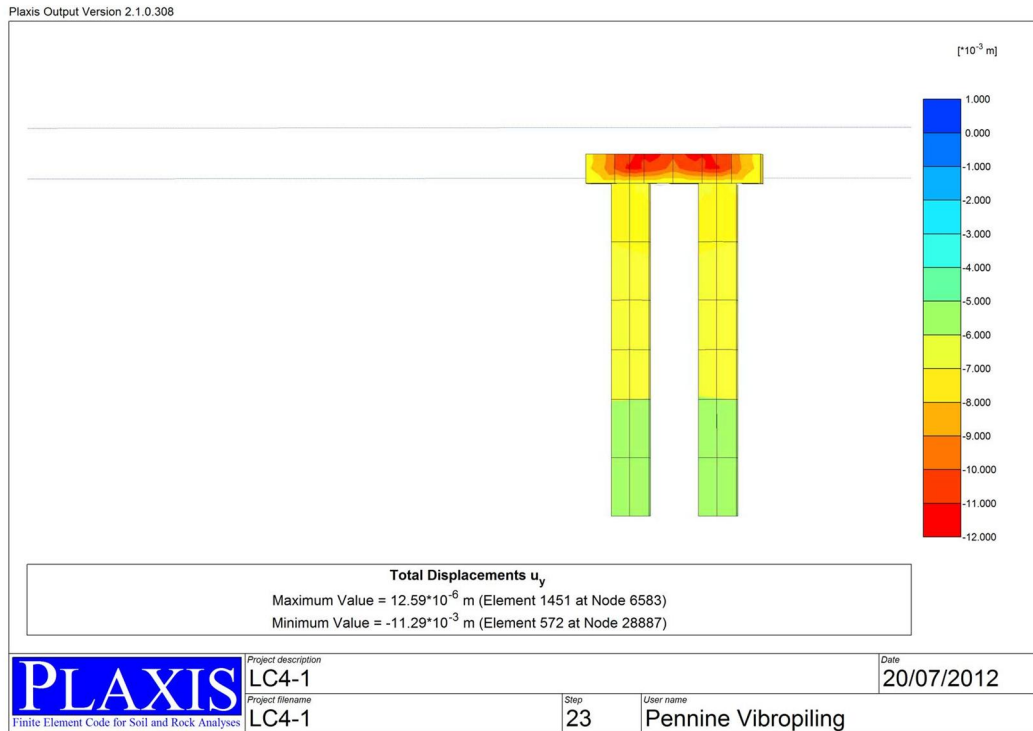 Plaxis Output Version 2.1.0.308
[*10-3 m]
1.000
0.000
-1.000
-2.000
-3.000
-4.000
-5.000
-6.000
-7.000
-8.000
-9.000
-10.000
-11.000
-12.000
Total Displacements uy
Maximum Value = 12.59*10-6 m (Element 1451 at Node 6583)
Minimum Value = -11.29*10-3 m (Element 572 at Node 28887)
PLAXIS
Finite Element Code for Soil and Rock Analyses
Project description
LC4-1
Date
20/07/2012
Project filename
LC4-1
Step
23
User name
Pennine Vibropiling